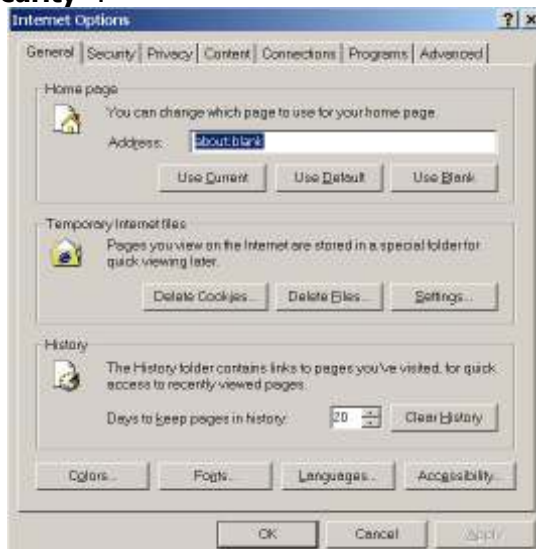 Internet Options
General Security Privacy Content Connections Programs Advanced
Home page
You can change which page to use for your home page.
Address: about:blank
Use Current Use Default Use Blank
Temporary Internet files
Pages you view on the Internet are stored in a special folder for
quick viewing later.
Delete Cookies... Delete Files... Settings...
History
The History folder contains links to pages you've visited, for quick
access to recently viewed pages.
Days to keep pages in history: 20 Clear History
Colors... Fonts... Languages... Accessibility...
OK Cancel Apply